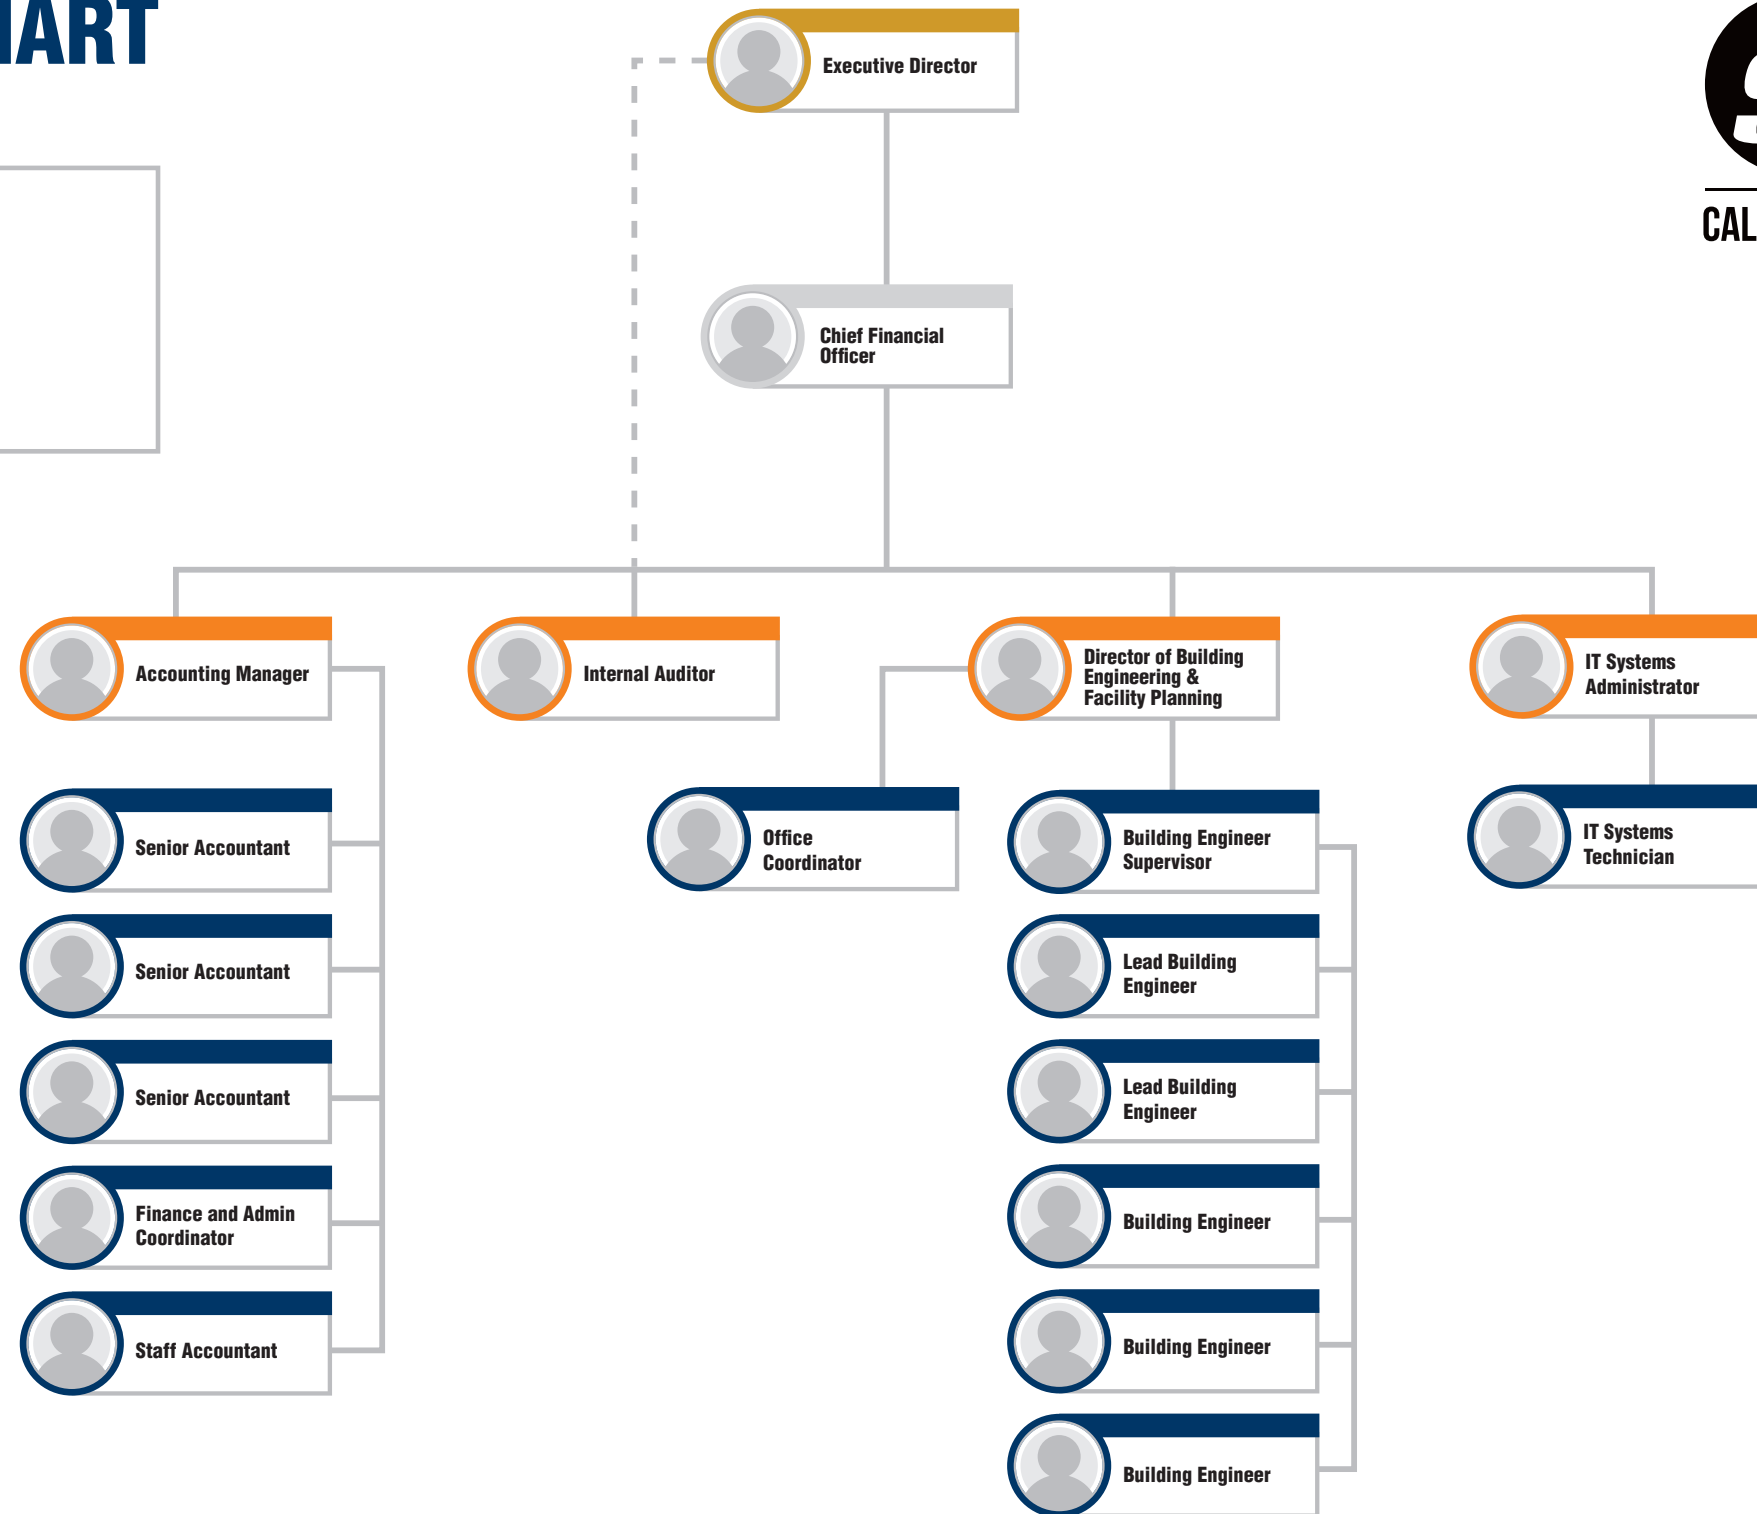 Executive Director
Chief Financial
Officer
Accounting Manager
Internal Auditor
Director of Building
Engineering &
Facility Planning
IT Systems
Administrator
Senior Accountant
Office
Coordinator
Building Engineer
Supervisor
IT Systems
Technician
Senior Accountant
Lead Building
Engineer
Senior Accountant
Lead Building
Engineer
Finance and Admin
Coordinator
Building Engineer
Staff Accountant
Building Engineer
Building Engineer